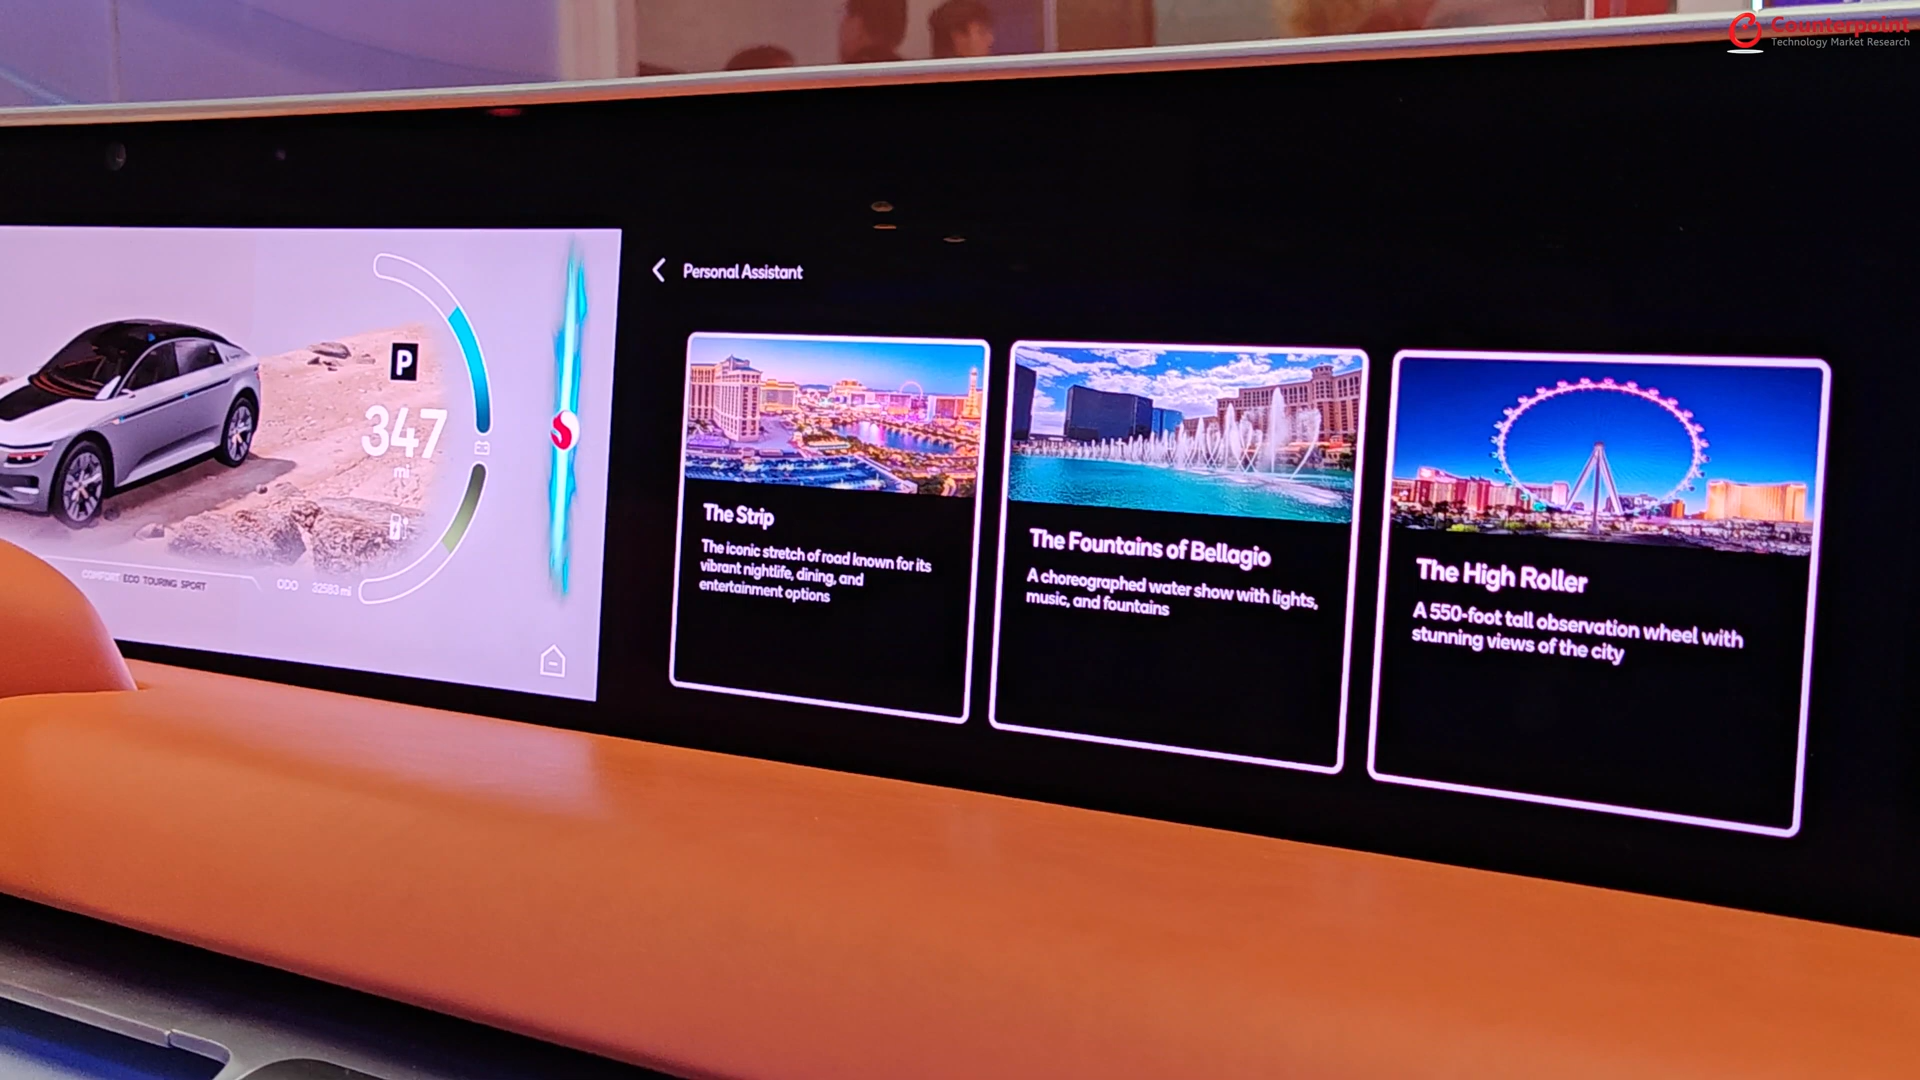 Counterpoint
Technology Market Research
P
347
mi
COMFORT ECO TOURING SPORT
ODO 32583 mi
Personal Assistant
The Strip
The iconic stretch of road known for its
vibrant nightlife, dining, and
entertainment options
The Fountains of Bellagio
A choreographed water show with lights,
music, and fountains
The High Roller
A 550-foot tall observation wheel with
stunning views of the city